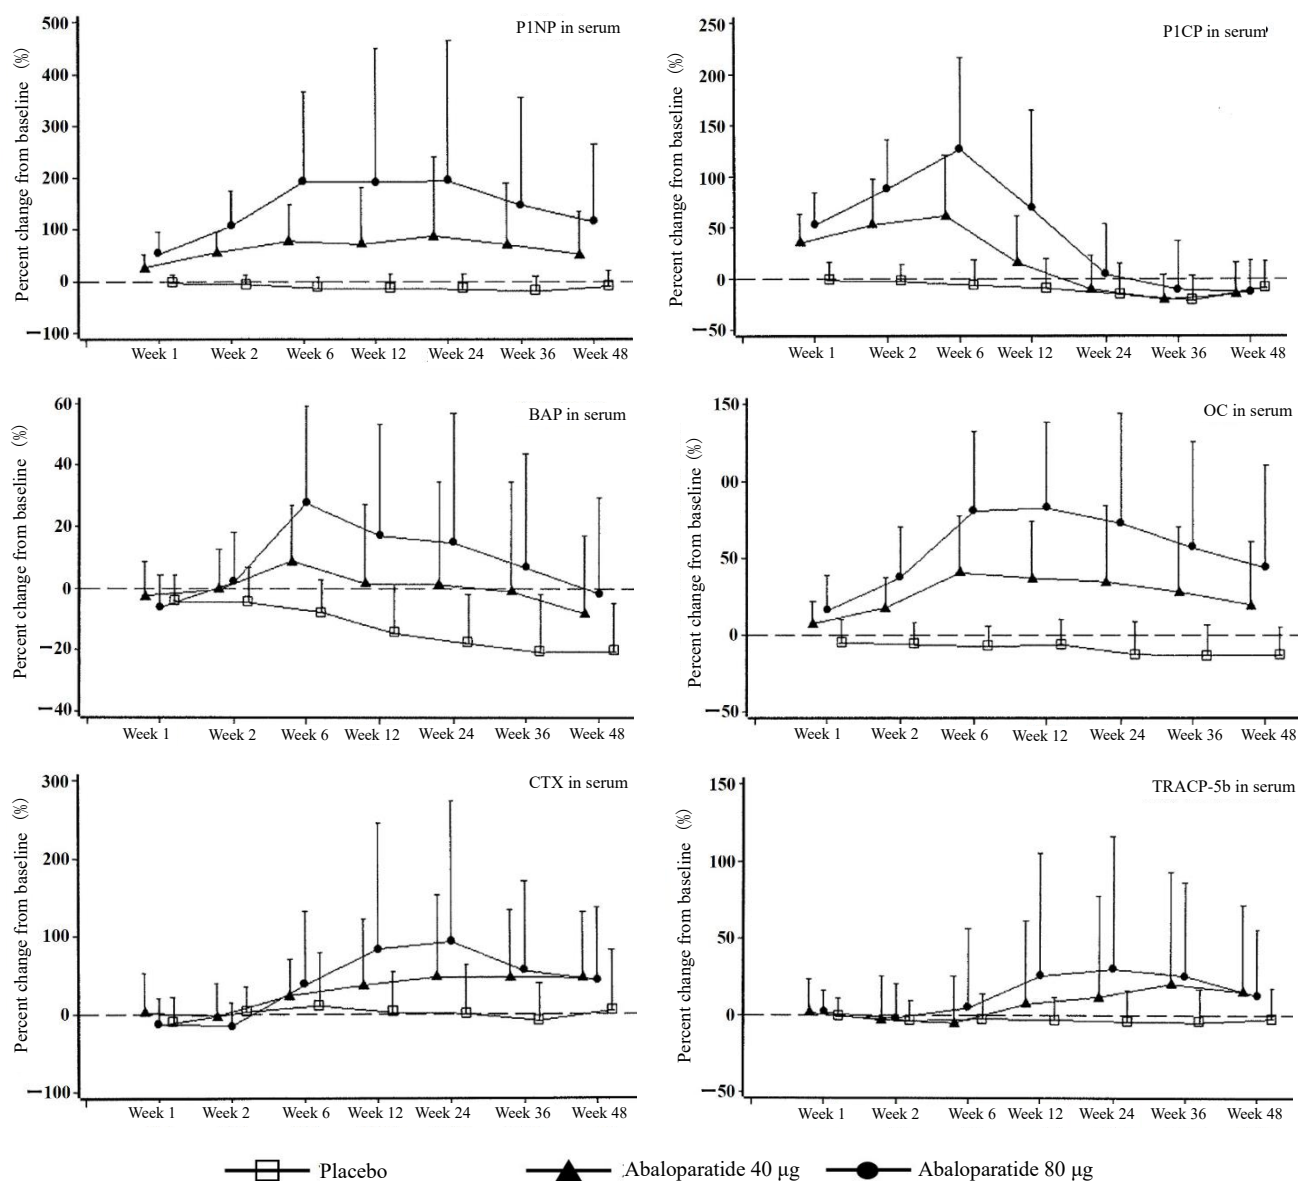 P1NP in serum
Percent change from baseline (%)
500
400
300
200
100
0
−100
Week 1 Week 2 Week 6 Week 12 Week 24 Week 36 Week 48
P1CP in serum
Percent change from baseline (%)
250
200
150
100
50
0
−50
Week 1 Week 2 Week 6 Week 12 Week 24 Week 36 Week 48
BAP in serum
Percent change from baseline (%)
60
40
20
0
−20
−40
Week 1 Week 2 Week 6 Week 12 Week 24 Week 36 Week 48
OC in serum
Percent change from baseline (%)
150
00
50
0
−50
Week 1 Week 2 Week 6 Week 12 Week 24 Week 36 Week 48
CTX in serum
Percent change from baseline (%)
300
200
100
0
−100
Week 1 Week 2 Week 6 Week 12 Week 24 Week 36 Week 48
TRACP-5b in serum
Percent change from baseline (%)
150
100
50
0
−50
Week 1 Week 2 Week 6 Week 12 Week 24 Week 36 Week 48
Placebo Abaloparatide 40 μg Abaloparatide 80 μg